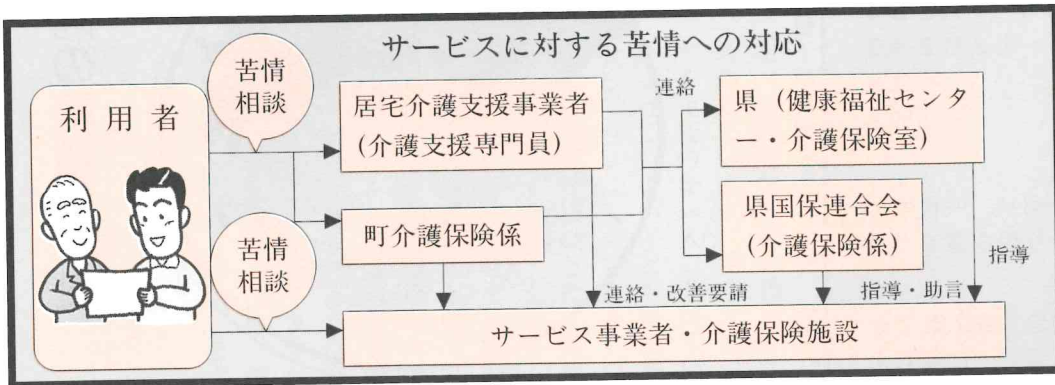 サービスに対する苦情への対応
利用者
苦情
相談
苦情
相談
居宅介護支援事業者
(介護支援専門員)
町介護保険係
連絡
県(健康福祉センタ
ー・介護保険室)
県国保連合会
(介護保険係)
指導
連絡・改善要請
指導・助言
サービス事業者・介護保険施設